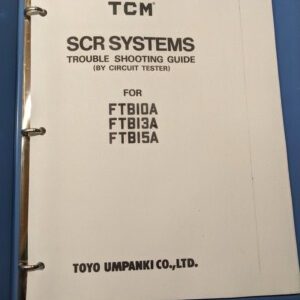 TCM
SCR SYSTEMS
TROUBLE SHOOTING GUIDE
(BY CIRCUIT TESTER)
FOR
FTB10A
FTB13A
FTB15A
TOYO UMPANKI CO.,LTD.